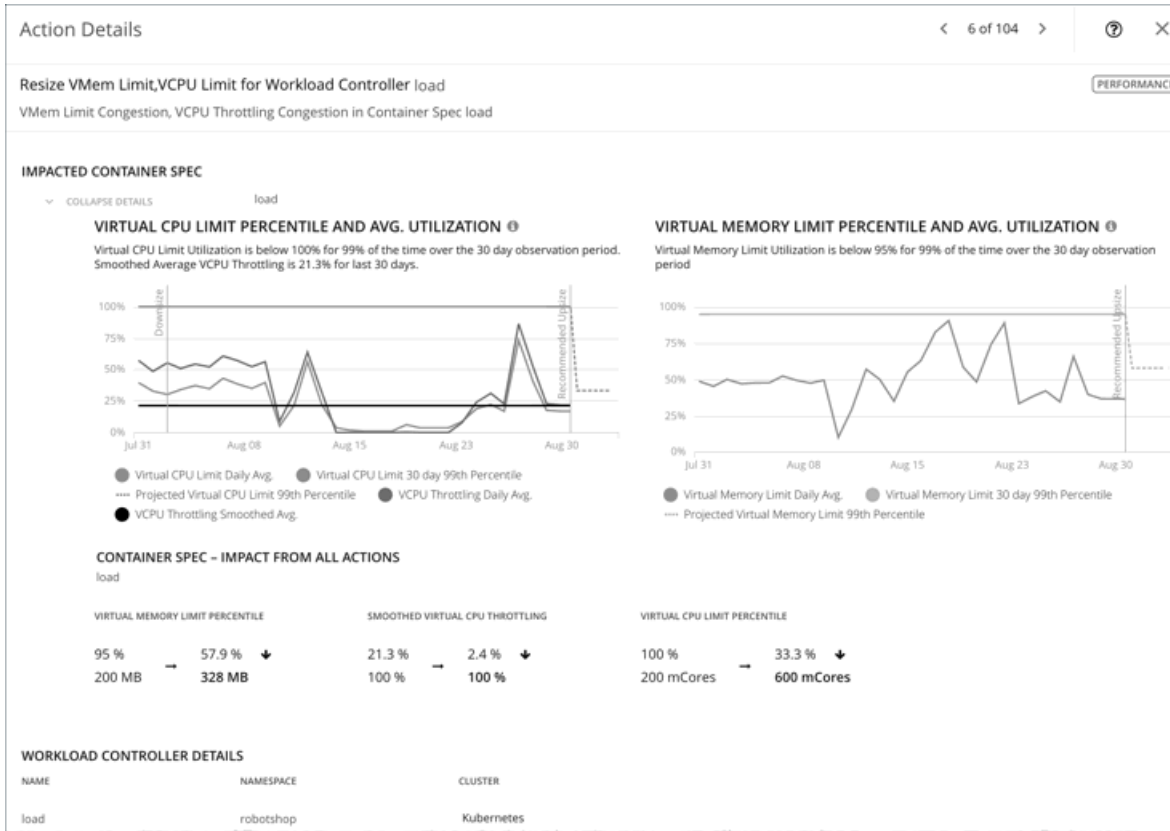 Action Details
6 of 104
Resize VMem Limit,VCPU Limit for Workload Controller load
PERFORMANC
VMem Limit Congestion, VCPU Throttling Congestion in Container Spec load
IMPACTED CONTAINER SPEC
COLLAPSE DETAILS
load
VIRTUAL CPU LIMIT PERCENTILE AND AVG. UTILIZATION
Virtual CPU Limit Utilization is below 100% for 99% of the time over the 30 day observation period.
Smoothed Average VCPU Throttling is 21.3% for last 30 days.
100%
75%
50%
25%
0%
Downsize
Recommended Upsize
Jul 31
Aug 08
Aug 15
Aug 23
Aug 30
Virtual CPU Limit Daily Avg.
Virtual CPU Limit 30 day 99th Percentile
Projected Virtual CPU Limit 99th Percentile
VCPU Throttling Daily Avg.
VCPU Throttling Smoothed Avg.
VIRTUAL MEMORY LIMIT PERCENTILE AND AVG. UTILIZATION
Virtual Memory Limit Utilization is below 95% for 99% of the time over the 30 day observation
period
100%
75%
50%
25%
0%
Recommended Upsize
Jul 31
Aug 08
Aug 15
Aug 23
Aug 30
Virtual Memory Limit Daily Avg.
Virtual Memory Limit 30 day 99th Percentile
Projected Virtual Memory Limit 99th Percentile
CONTAINER SPEC – IMPACT FROM ALL ACTIONS
load
VIRTUAL MEMORY LIMIT PERCENTILE
95 %
57.9 %
200 MB
328 MB
SMOOTHED VIRTUAL CPU THROTTLING
21.3 %
2.4 %
100 %
100 %
VIRTUAL CPU LIMIT PERCENTILE
100 %
33.3 %
200 mCores
600 mCores
WORKLOAD CONTROLLER DETAILS
NAME
NAMESPACE
CLUSTER
load
robotshop
Kubernetes